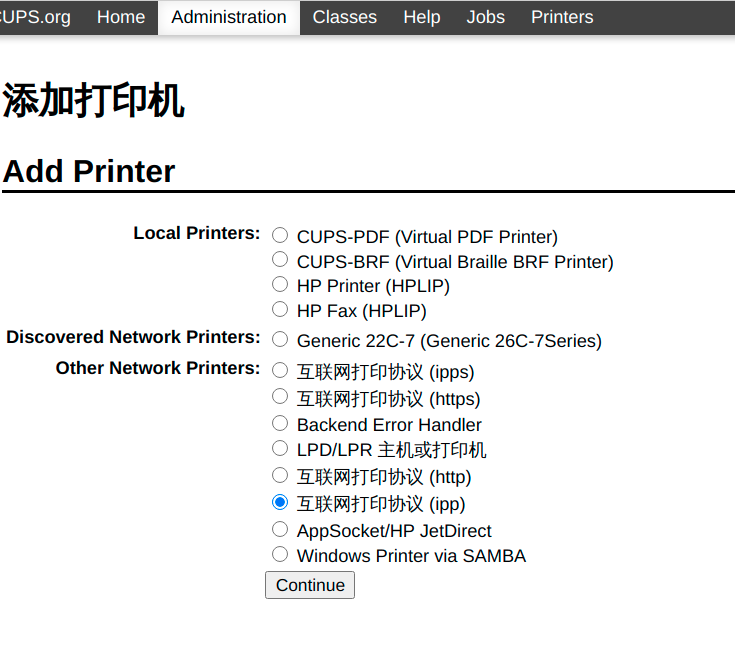 CUPS.org Home Administration Classes Help Jobs Printers
添加打印机
Add Printer
Local Printers: CUPS-PDF (Virtual PDF Printer)
CUPS-BRF (Virtual Braille BRF Printer)
HP Printer (HPLIP)
HP Fax (HPLIP)
Discovered Network Printers: Generic 22C-7 (Generic 26C-7Series)
Other Network Printers: 互联网打印协议 (ipps)
互联网打印协议 (https)
Backend Error Handler
LPD/LPR 主机或打印机
互联网打印协议 (http)
互联网打印协议 (ipp)
AppSocket/HP JetDirect
Windows Printer via SAMBA
Continue